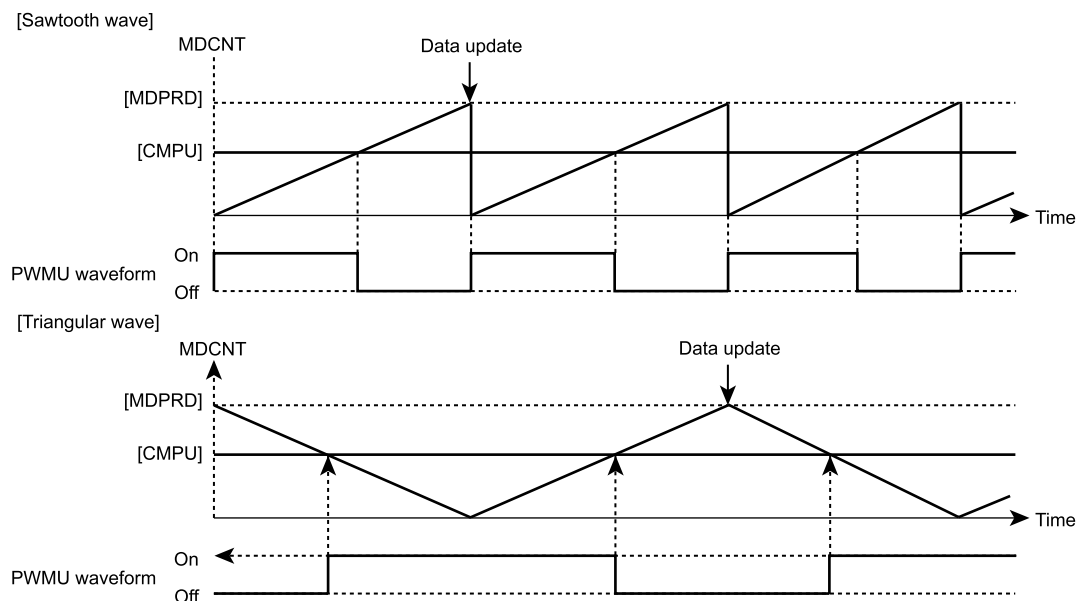 [Sawtooth wave]
MDCNT
Data update
[MDPRD]
[CMPU]
Time
On
PWMU waveform
Off
[Triangular wave]
MDCNT
Data update
[MDPRD]
[CMPU]
Time
On
PWMU waveform
Off